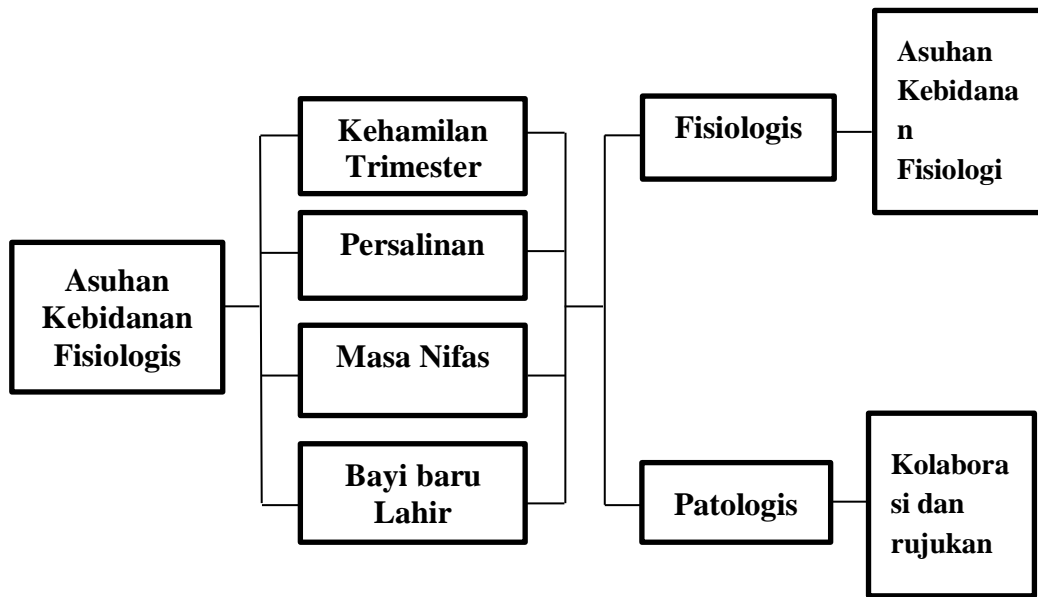 Asuhan
Kebidanan
Fisiologis
Kehamilan
Trimester
Persalinan
Masa Nifas
Bayi baru
Lahir
Fisiologis
Asuhan
Kebidana
n
Fisiologi
Patologis
Kolabora
si dan
rujukan